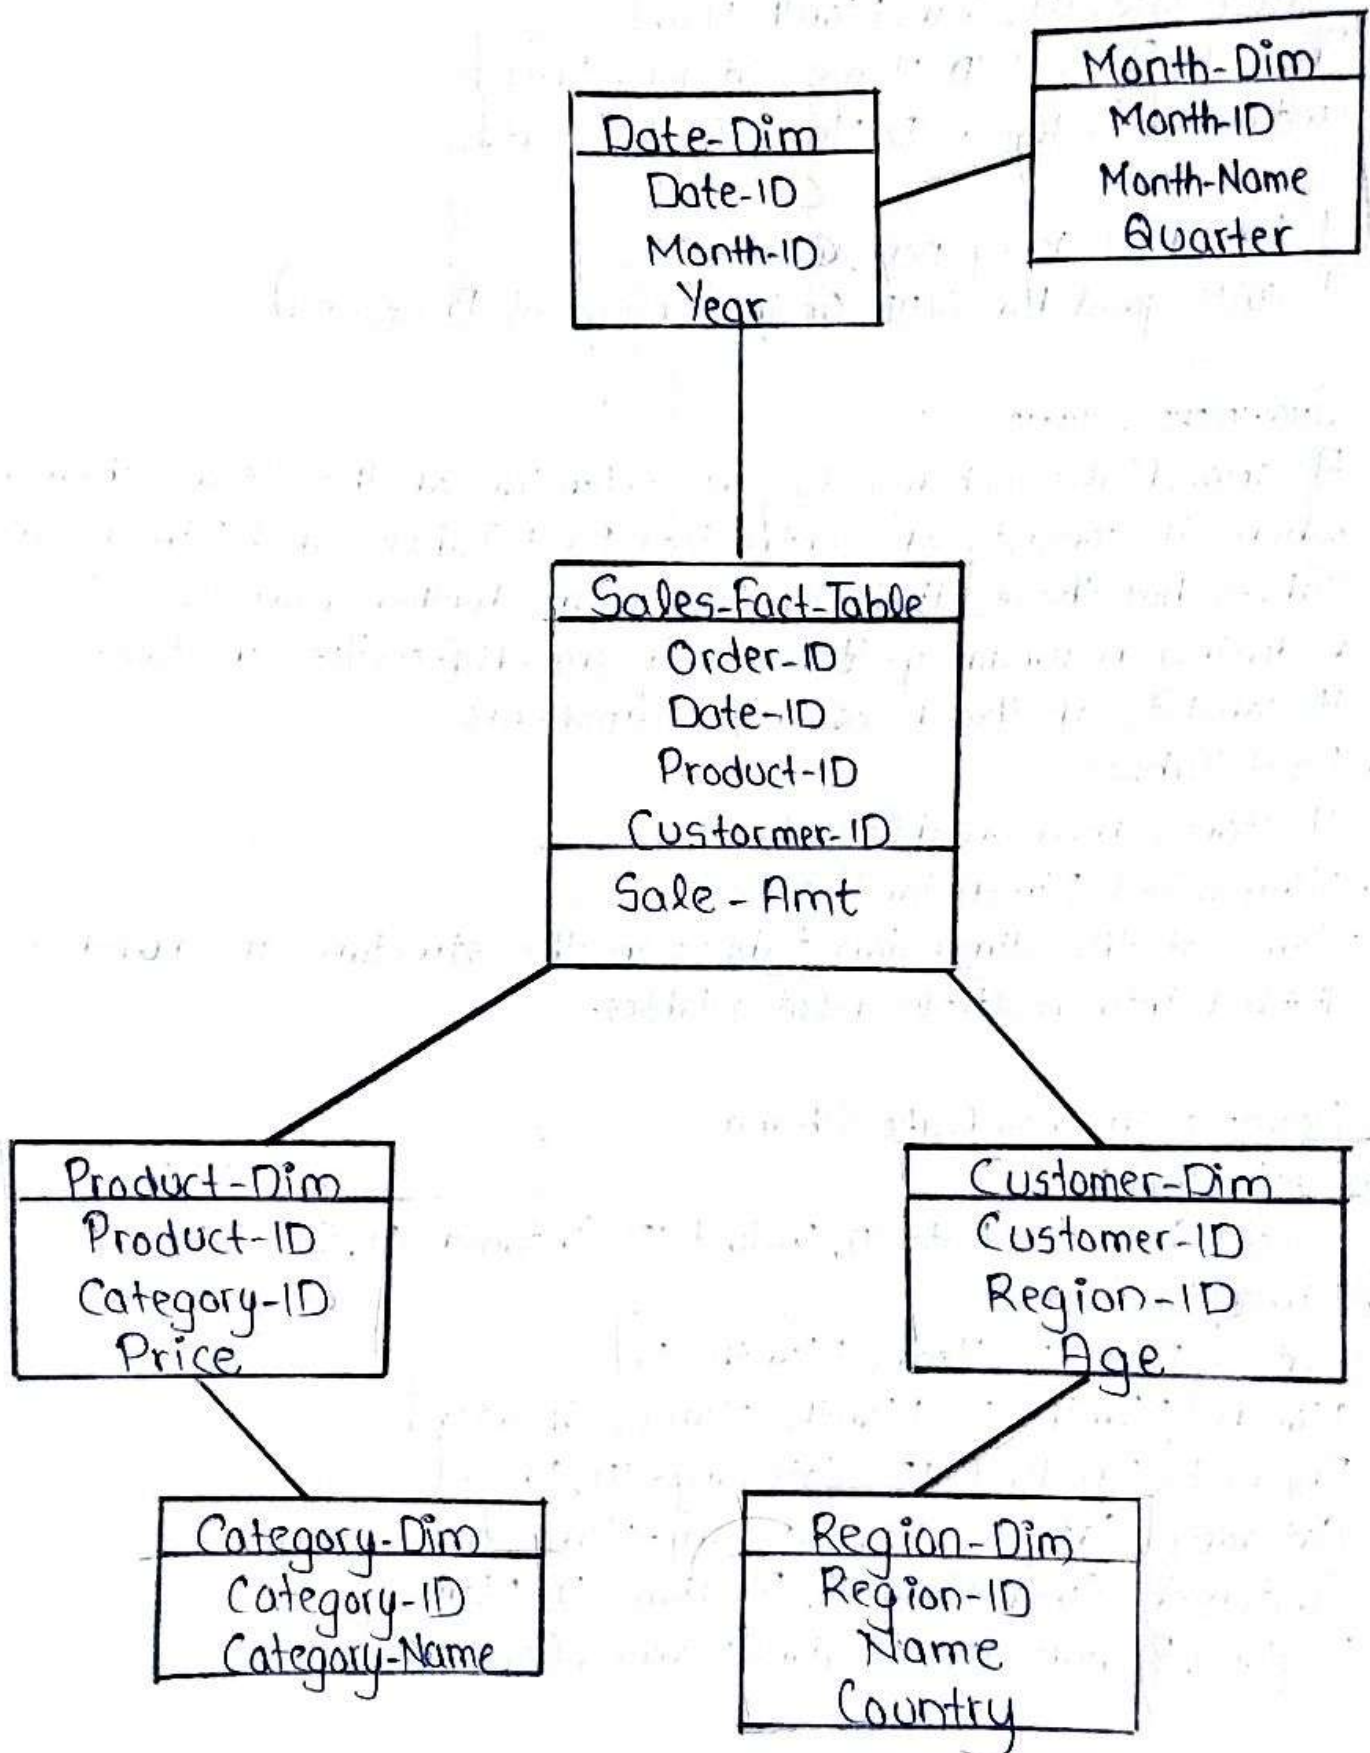 Month-Dim
Month-ID
Month-Name
Quarter
Date-Dim
Date-ID
Month-ID
Year
Sales-Fact-Table
Order-ID
Date-ID
Product-ID
Custormer-ID
Sale-Amt
Product-Dim
Product-ID
Category-ID
Price
Customer-Dim
Customer-ID
Region-ID
Age
Category-Dim
Category-ID
Category-Name
Region-Dim
Region-ID
Name
Country